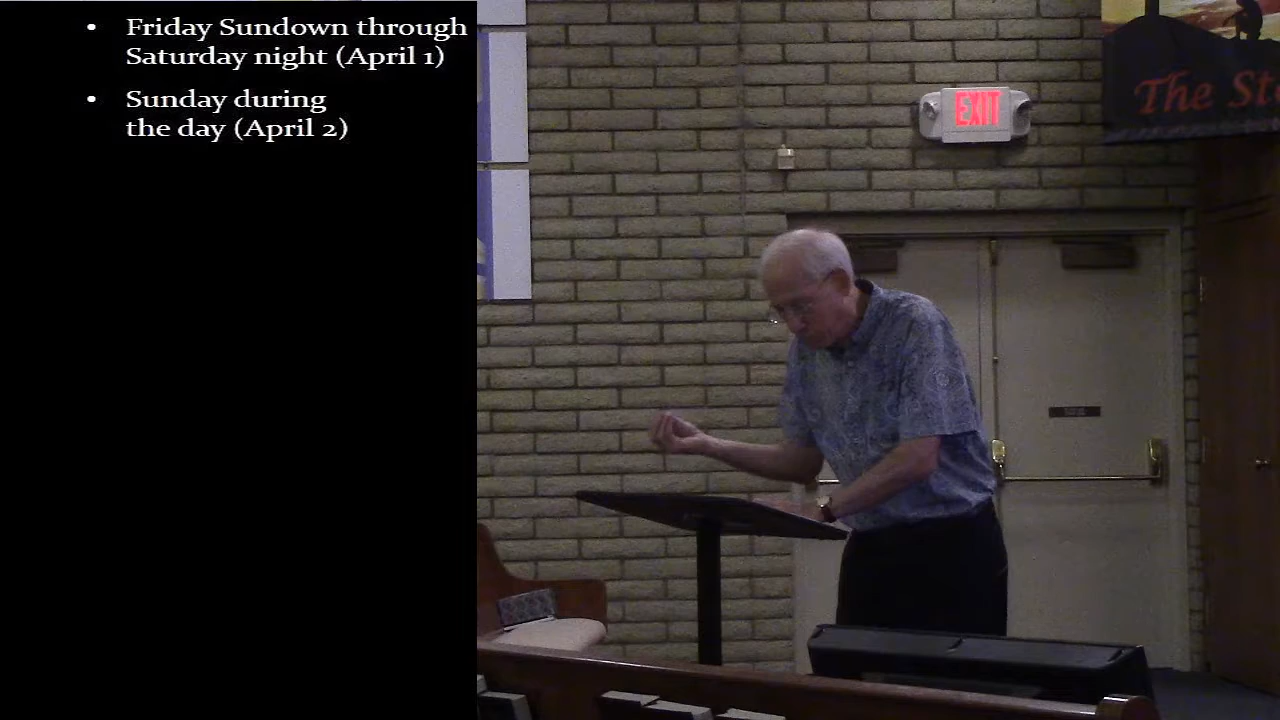 • Friday Sundown through
Saturday night (April 1)
• Sunday during
the day (April 2)
EXIT
The St